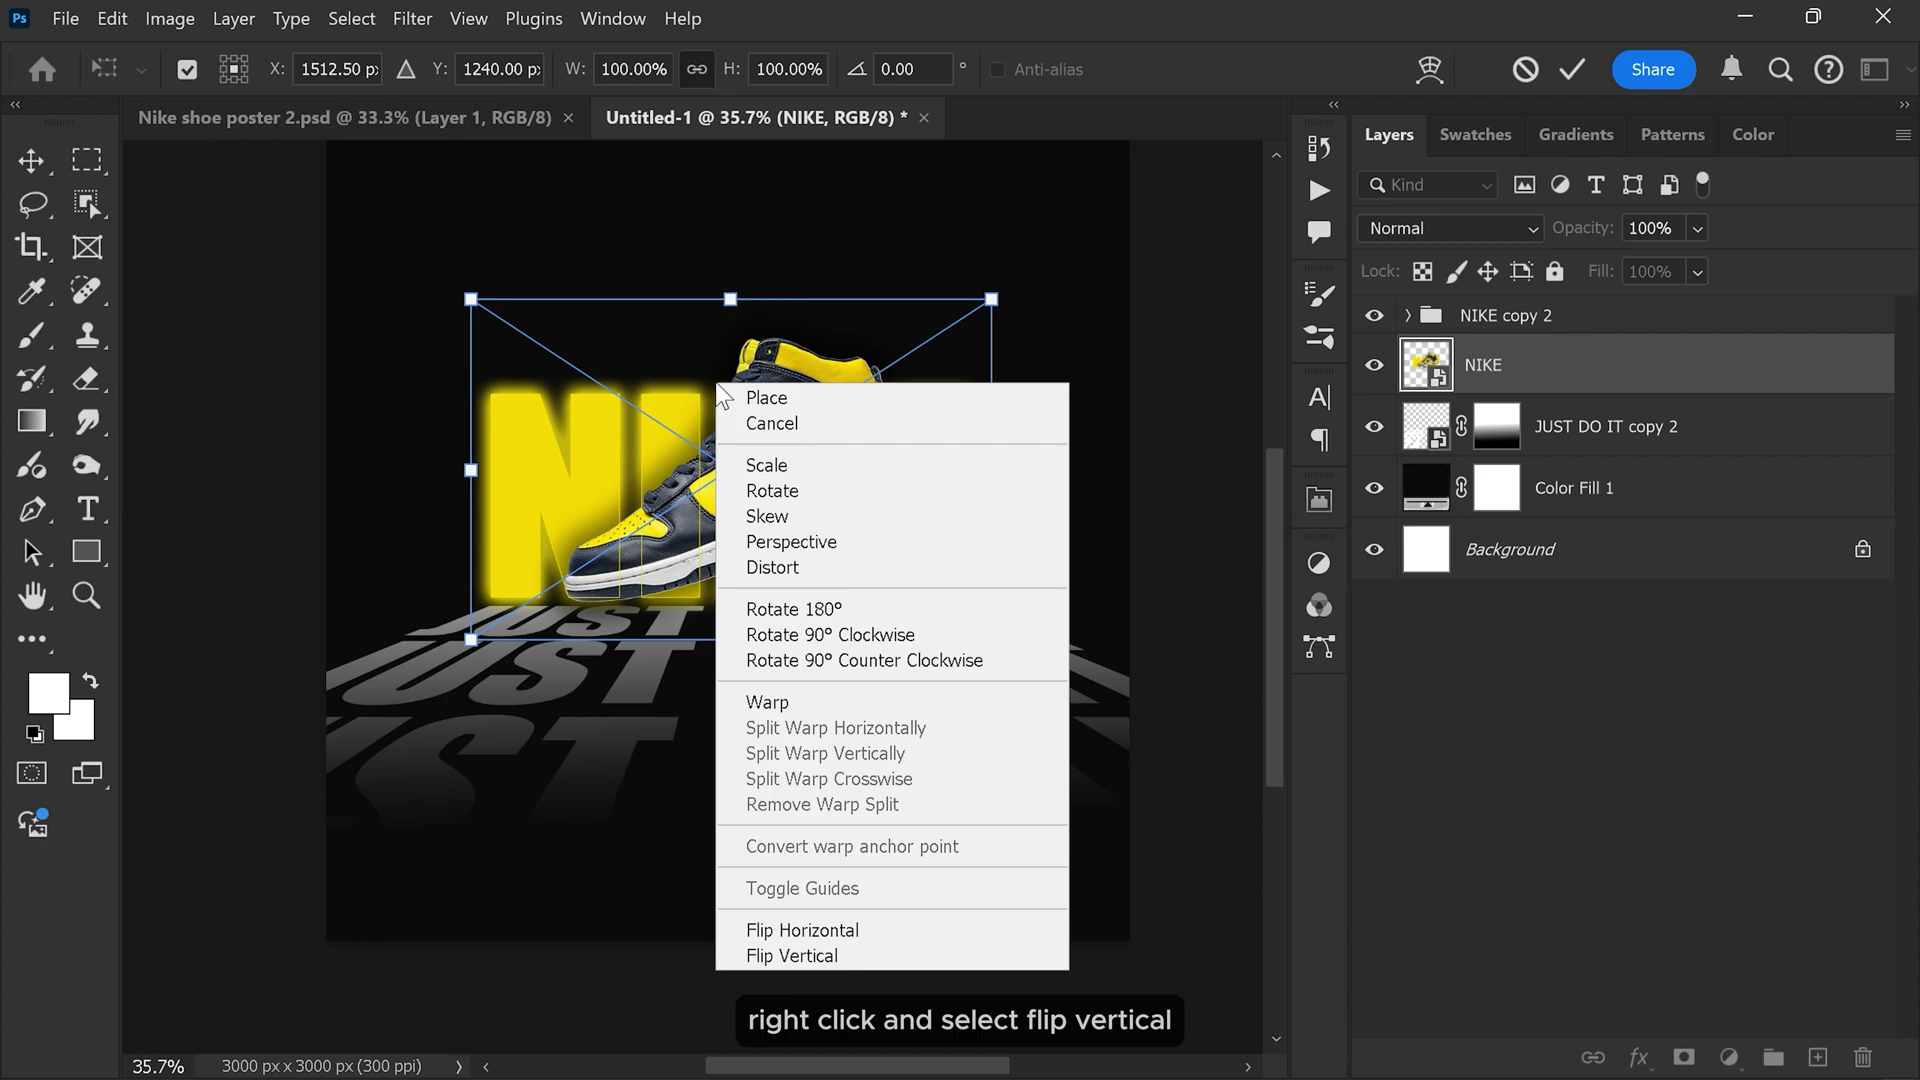 Ps File Edit Image Layer Type Select Filter View Plugins Window Help
X: 1512.50 px Y: 1240.00 px W: 100.00% H: 100.00% 0.00 ° Anti-alias Share
Nike shoe poster 2.psd @ 33.3% (Layer 1, RGB/8) × Untitled-1 @ 35.7% (NIKE, RGB/8) * ×
Layers Swatches Gradients Patterns Color
Kind
Normal Opacity: 100%
Lock: Fill: 100%
NIKE copy 2
NIKE
JUST DO IT copy 2
Color Fill 1
Background
NI
JUST
JUST
UST
Place
Cancel
Scale
Rotate
Skew
Perspective
Distort
Rotate 180°
Rotate 90° Clockwise
Rotate 90° Counter Clockwise
Warp
Split Warp Horizontally
Split Warp Vertically
Split Warp Crosswise
Remove Warp Split
Convert warp anchor point
Toggle Guides
Flip Horizontal
Flip Vertical
right click and select flip vertical
35.7% 3000 px x 3000 px (300 ppi)